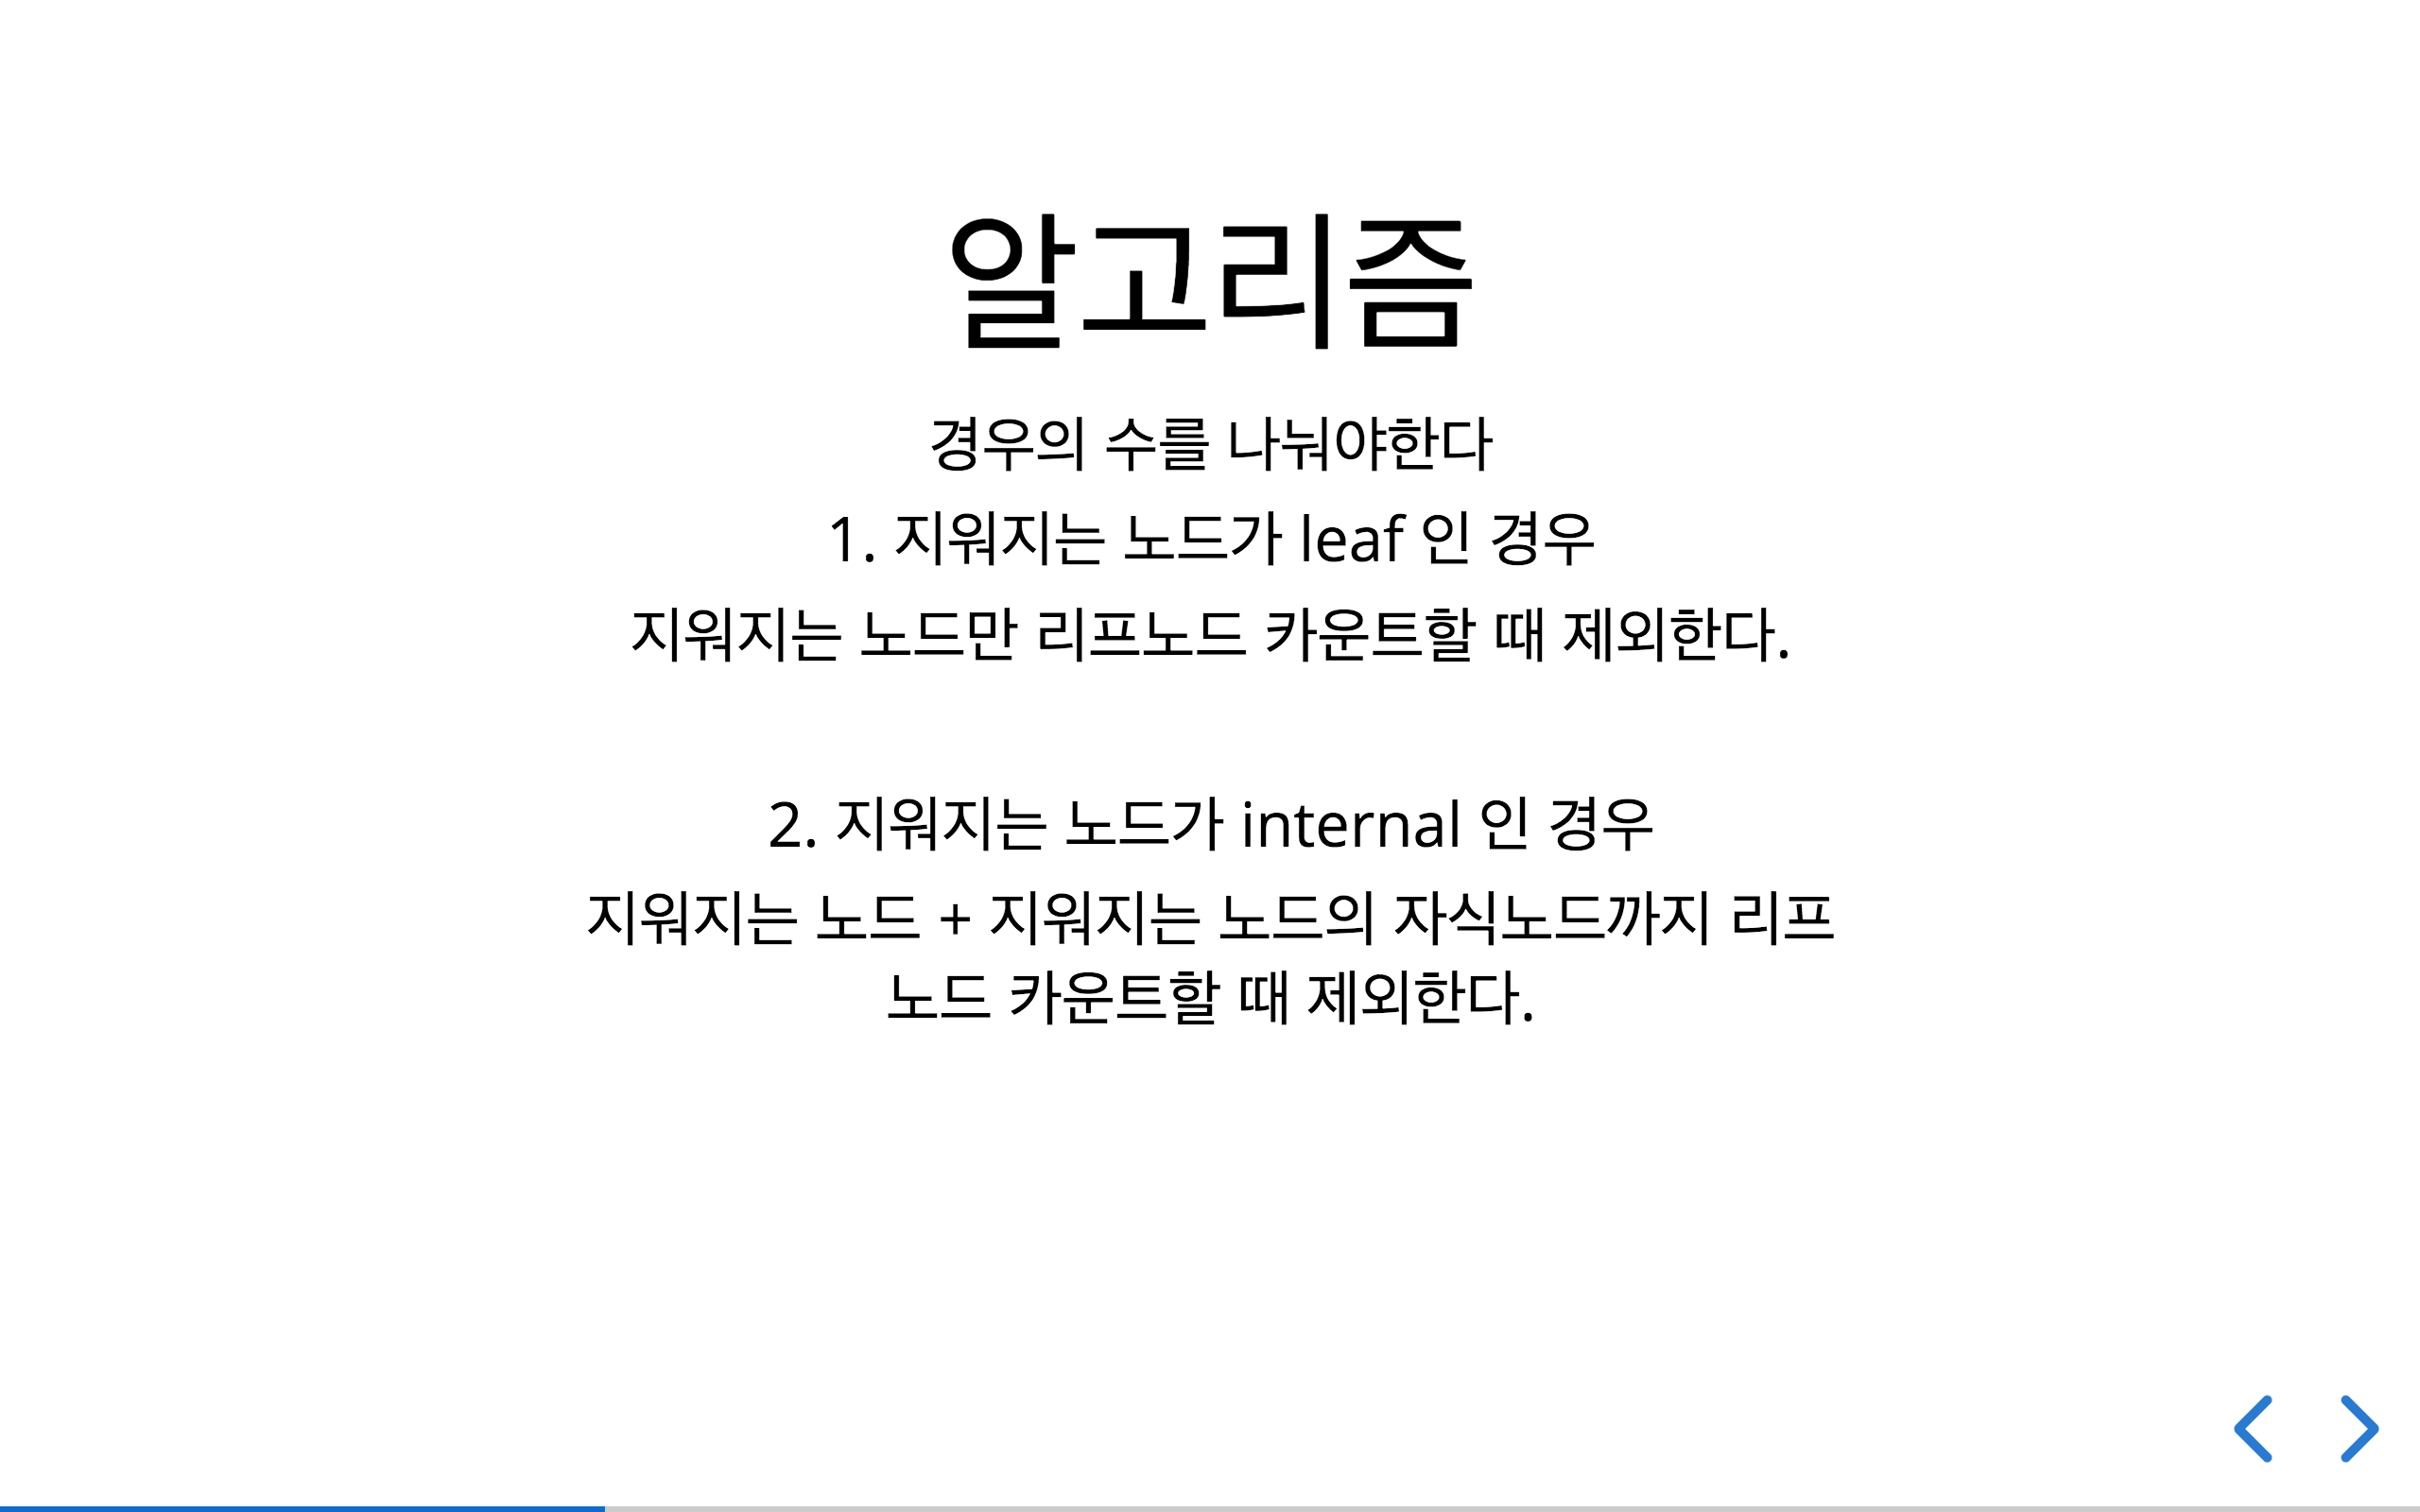 알고리즘
경우의 수를 나눠야한다
1. 지워지는 노드가 leaf 인 경우
지워지는 노드만 리프노드 카운트할 때 제외한다.
2. 지워지는 노드가 internal 인 경우
지워지는 노드 + 지워지는 노드의 자식노드까지 리프
노드 카운트할 때 제외한다.